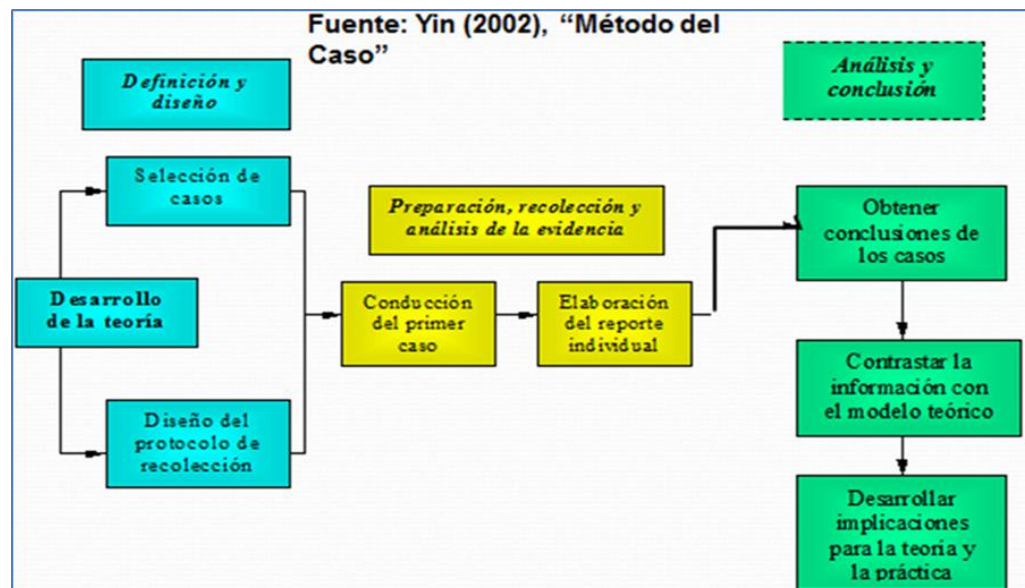 Fuente: Yin (2002), “Método del
Caso”
Definición y
diseño
Análisis y
conclusión
Selección de
casos
Preparación, recolección y
análisis de la evidencia
Obtener
conclusiones de
los casos
Desarrollo
de la teoría
Conducción
del primer
caso
Elaboración
del reporte
individual
Contrastar la
información con
el modelo teórico
Diseño del
protocolo de
recolección
Desarrollar
implicaciones
para la teoria y
la práctica